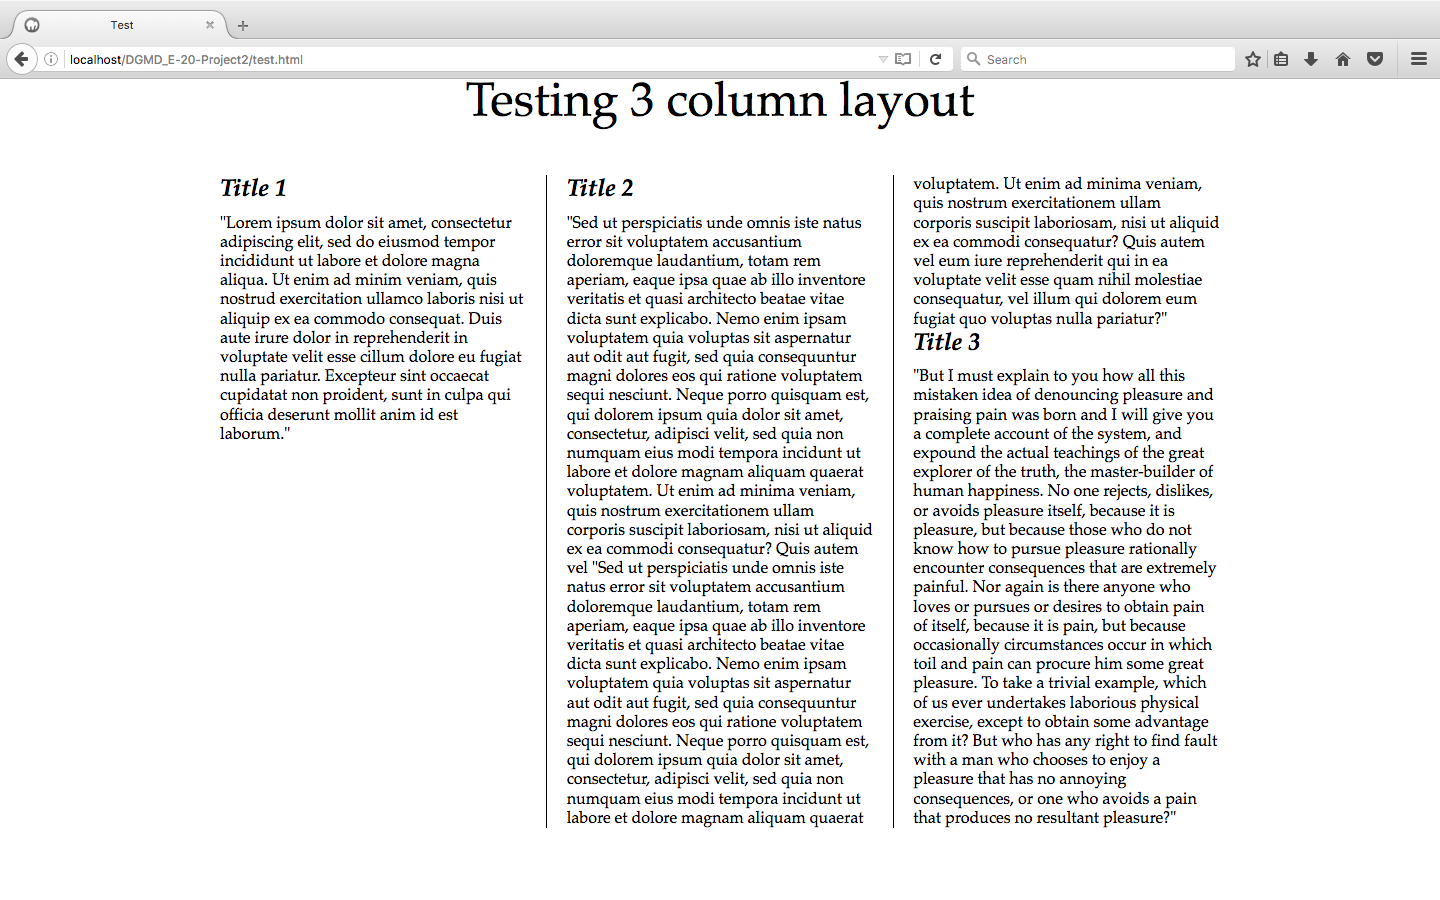 Test
localhost/DGMD_E-20-Project2/test.html
Search
Testing 3 column layout
Title 1
"Lorem ipsum dolor sit amet, consectetur
adipiscing elit, sed do eiusmod tempor
incididunt ut labore et dolore magna
aliqua. Ut enim ad minim veniam, quis
nostrud exercitation ullamco laboris nisi ut
aliquip ex ea commodo consequat. Duis
aute irure dolor in reprehenderit in
voluptate velit esse cillum dolore eu fugiat
nulla pariatur. Excepteur sint occaecat
cupidatat non proident, sunt in culpa qui
officia deserunt mollit anim id est
laborum."
Title 2
"Sed ut perspiciatis unde omnis iste natus
error sit voluptatem accusantium
doloremque laudantium, totam rem
aperiam, eaque ipsa quae ab illo inventore
veritatis et quasi architecto beatae vitae
dicta sunt explicabo. Nemo enim ipsam
voluptatem quia voluptas sit aspernatur
aut odit aut fugit, sed quia consequuntur
magni dolores eos qui ratione voluptatem
sequi nesciunt. Neque porro quisquam est,
qui dolorem ipsum quia dolor sit amet,
consectetur, adipisci velit, sed quia non
numquam eius modi tempora incidunt ut
labore et dolore magnam aliquam quaerat
voluptatem. Ut enim ad minima veniam,
quis nostrum exercitationem ullam
corporis suscipit laboriosam, nisi ut aliquid
ex ea commodi consequatur? Quis autem
vel "Sed ut perspiciatis unde omnis iste
natus error sit voluptatem accusantium
doloremque laudantium, totam rem
aperiam, eaque ipsa quae ab illo inventore
veritatis et quasi architecto beatae vitae
dicta sunt explicabo. Nemo enim ipsam
voluptatem quia voluptas sit aspernatur
aut odit aut fugit, sed quia consequuntur
magni dolores eos qui ratione voluptatem
sequi nesciunt. Neque porro quisquam est,
qui dolorem ipsum quia dolor sit amet,
consectetur, adipisci velit, sed quia non
numquam eius modi tempora incidunt ut
labore et dolore magnam aliquam quaerat
voluptatem. Ut enim ad minima veniam,
quis nostrum exercitationem ullam
corporis suscipit laboriosam, nisi ut aliquid
ex ea commodi consequatur? Quis autem
vel eum iure reprehenderit qui in ea
voluptate velit esse quam nihil molestiae
consequatur, vel illum qui dolorem eum
fugiat quo voluptas nulla pariatur?"
Title 3
"But I must explain to you how all this
mistaken idea of denouncing pleasure and
praising pain was born and I will give you
a complete account of the system, and
expound the actual teachings of the great
explorer of the truth, the master-builder of
human happiness. No one rejects, dislikes,
or avoids pleasure itself, because it is
pleasure, but because those who do not
know how to pursue pleasure rationally
encounter consequences that are extremely
painful. Nor again is there anyone who
loves or pursues or desires to obtain pain
of itself, because it is pain, but because
occasionally circumstances occur in which
toil and pain can procure him some great
pleasure. To take a trivial example, which
of us ever undertakes laborious physical
exercise, except to obtain some advantage
from it? But who has any right to find fault
with a man who chooses to enjoy a
pleasure that has no annoying
consequences, or one who avoids a pain
that produces no resultant pleasure?"